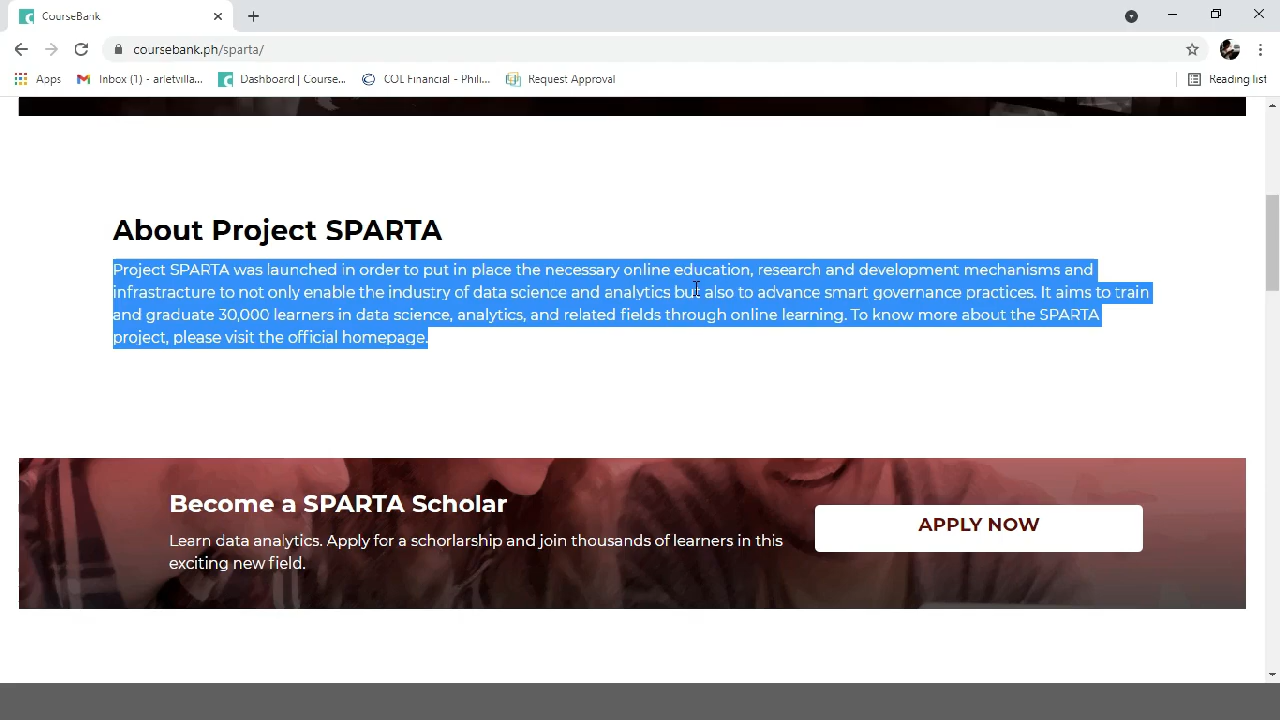 CourseBank
coursebank.ph/sparta/
Apps
Inbox (1) - arletvilla...
Dashboard | Course...
COL Financial - Phili...
Request Approval
Reading list
About Project SPARTA
Project SPARTA was launched in order to put in place the necessary online education, research and development mechanisms and
infrastracture to not only enable the industry of data science and analytics but also to advance smart governance practices. It aims to train
and graduate 30,000 learners in data science, analytics, and related fields through online learning. To know more about the SPARTA
project, please visit the official homepage.
Become a SPARTA Scholar
Learn data analytics. Apply for a schorlarship and join thousands of learners in this
exciting new field.
APPLY NOW